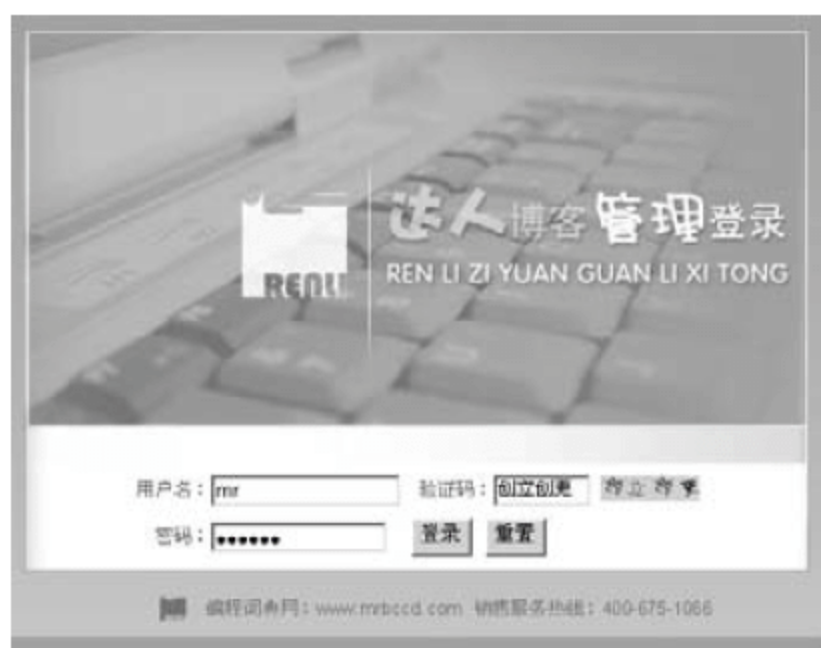 达人博客管理登录
RENLI
REN LI ZI YUAN GUAN LI XI TONG
用户名: mr 验证码: 创立创更
密码: ●●●●●● 登录 重置
编程词典网: www.mrbccd.com 销售服务热线: 400-675-1066